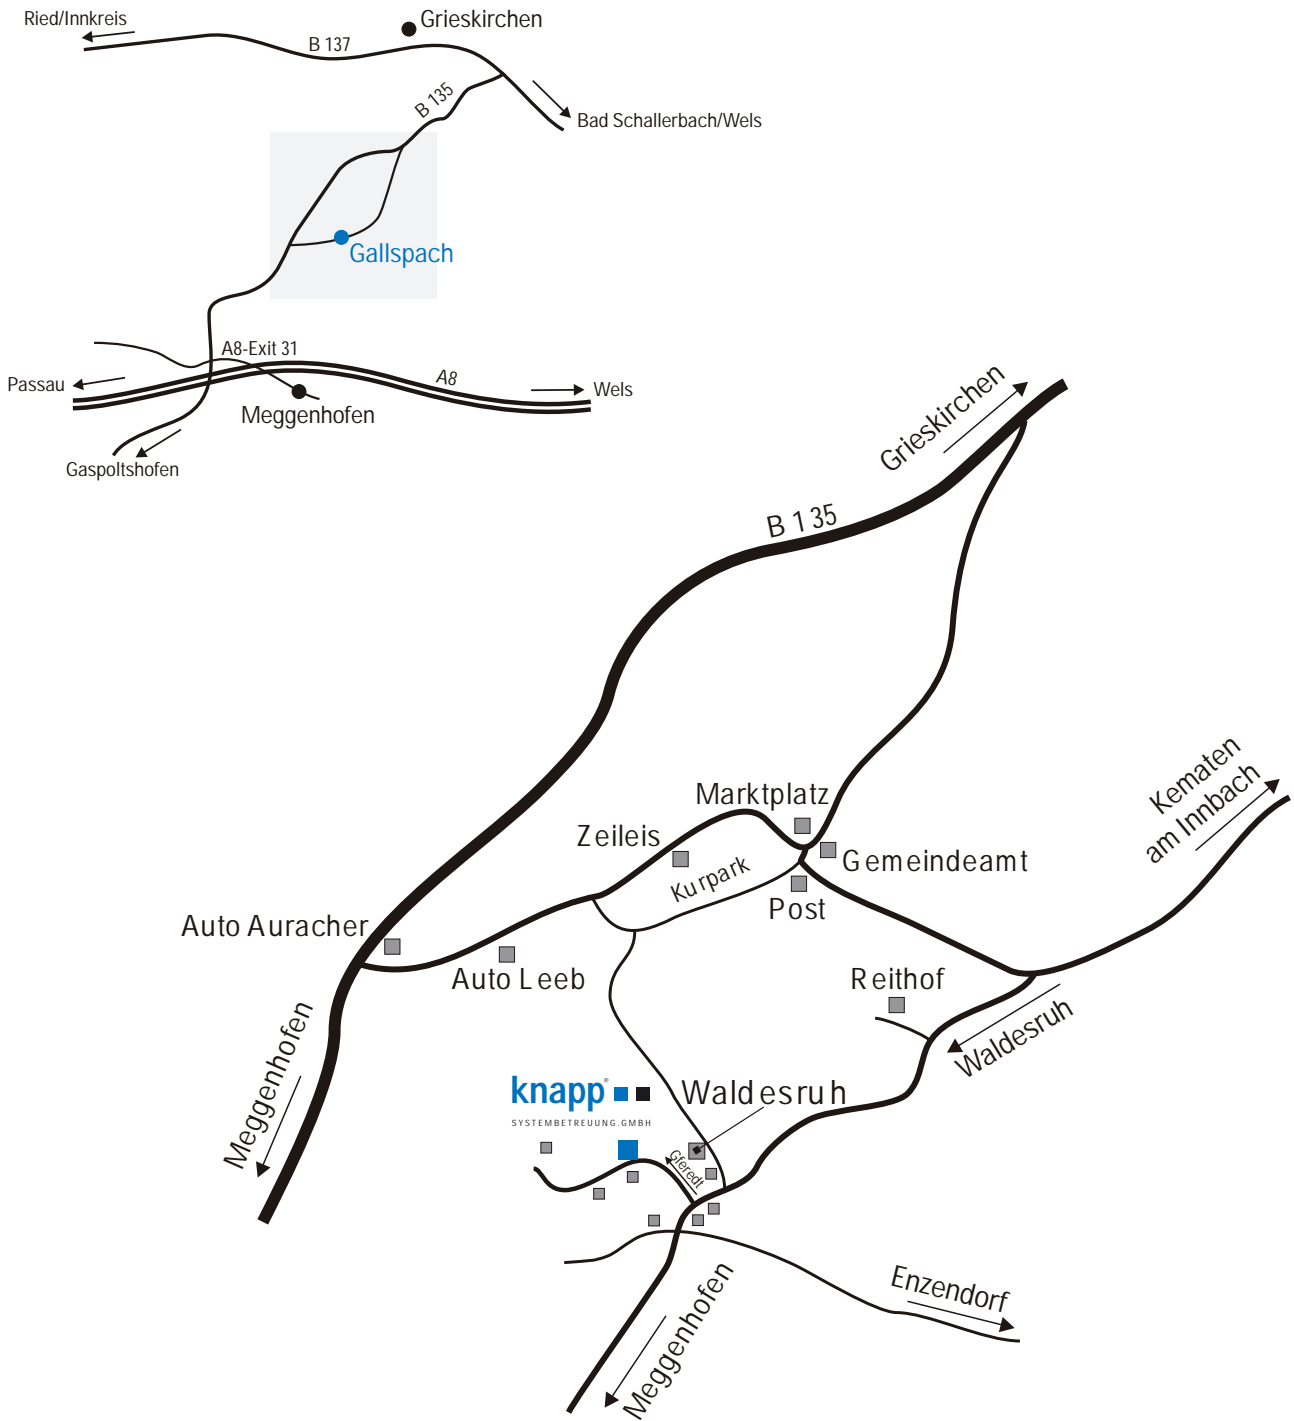 Ried/Innkreis
Grieskirchen
B 137
B 135
Bad Schallerbach/Wels
Gallspach
A8-Exit 31
Passau
A8
Wels
Meggenhofen
Gaspoltshofen
Grieskirchen
B 135
Kematen
am Innbach
Marktplatz
Zeileis
Gemeindeamt
Kurpark
Post
Auto Auracher
Auto Leeb
Reithof
Waldesruh
Meggenhofen
knapp®
SYSTEMBETREUUNG.GMBH
Waldesruh
Gferedt
Enzendorf
Meggenhofen